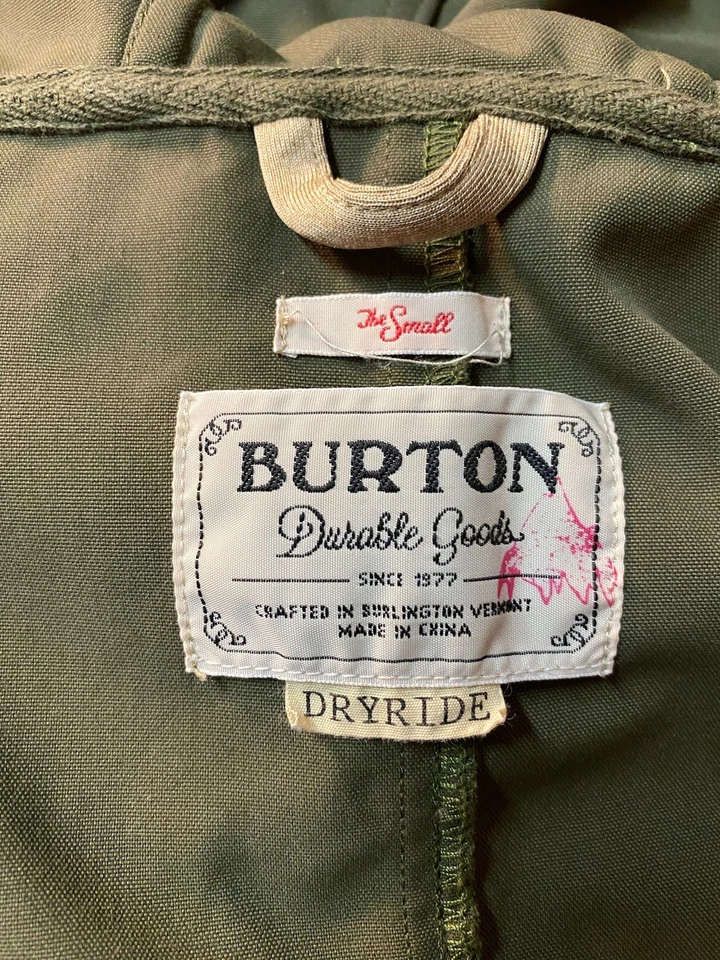 The Small
BURTON
Durable Goods
SINCE 1977
CRAFTED IN BURLINGTON VERMONT
MADE IN CHINA
DRYRIDE